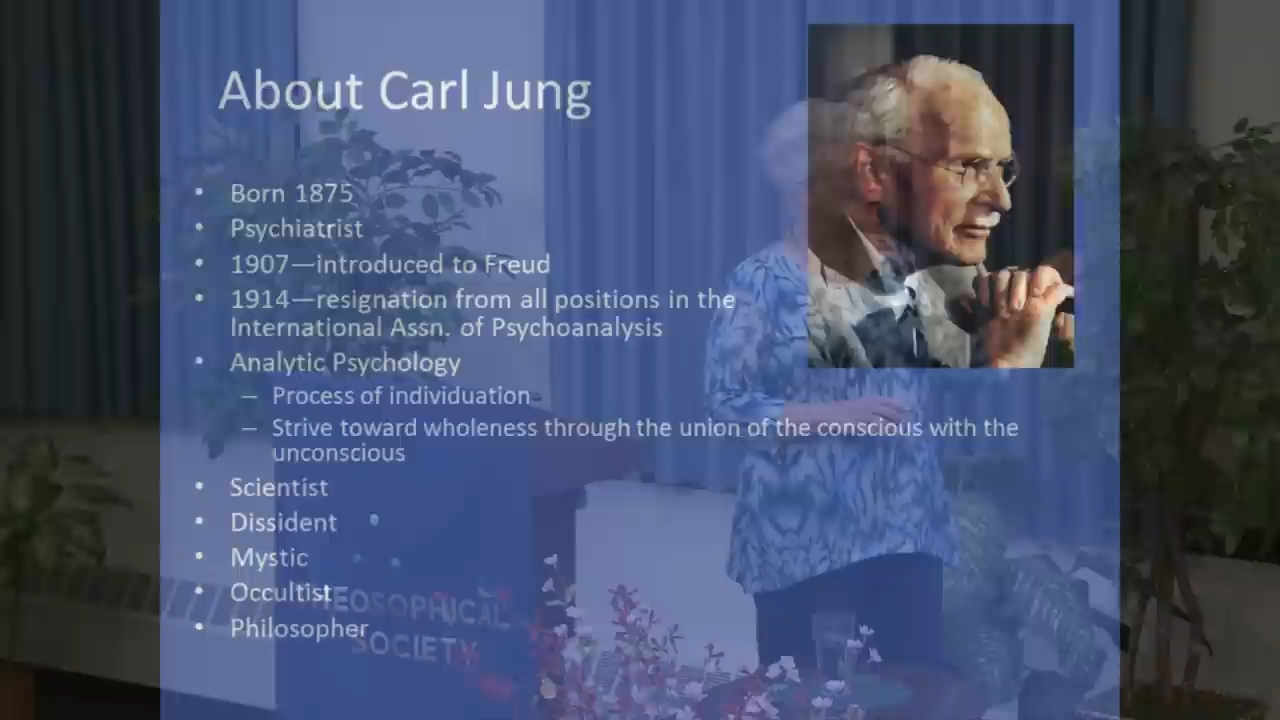 About Carl Jung
• Born 1875
• Psychiatrist
• 1907—introduced to Freud
• 1914—resignation from all positions in the
International Assn. of Psychoanalysis
• Analytic Psychology
– Process of individuation
– Strive toward wholeness through the union of the conscious with the
unconscious
• Scientist
• Dissident
• Mystic
• Occultist
• Philosopher
THEOSOPHICAL
SOCIETY